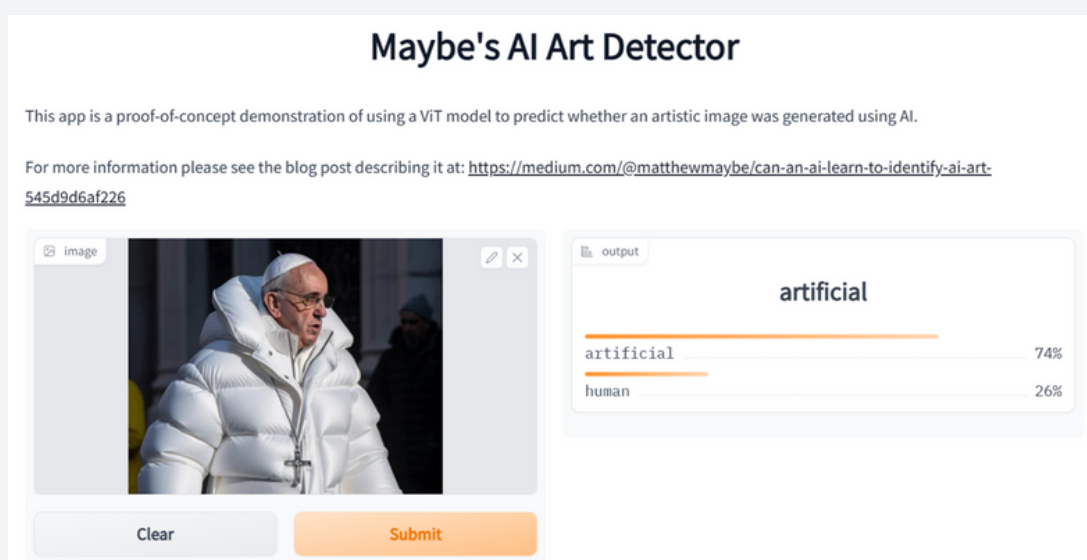 Maybe's AI Art Detector
This app is a proof-of-concept demonstration of using a ViT model to predict whether an artistic image was generated using AI.
For more information please see the blog post describing it at: https://medium.com/@matthewmaybe/can-an-ai-learn-to-identify-ai-art-
545d9d6af226
image
output
artificial
artificial 74%
human 26%
Clear
Submit